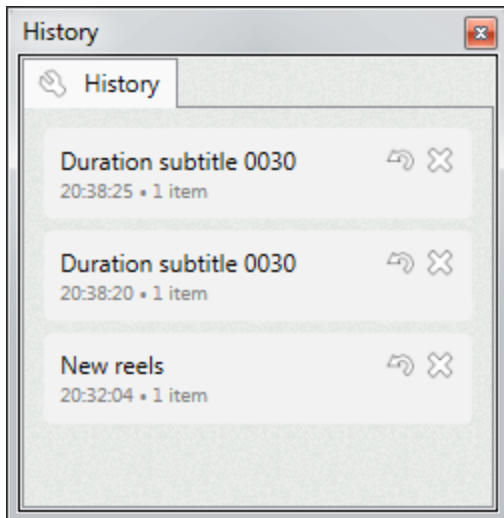 History
History
Duration subtitle 0030
20:38:25 • 1 item
Duration subtitle 0030
20:38:20 • 1 item
New reels
20:32:04 • 1 item